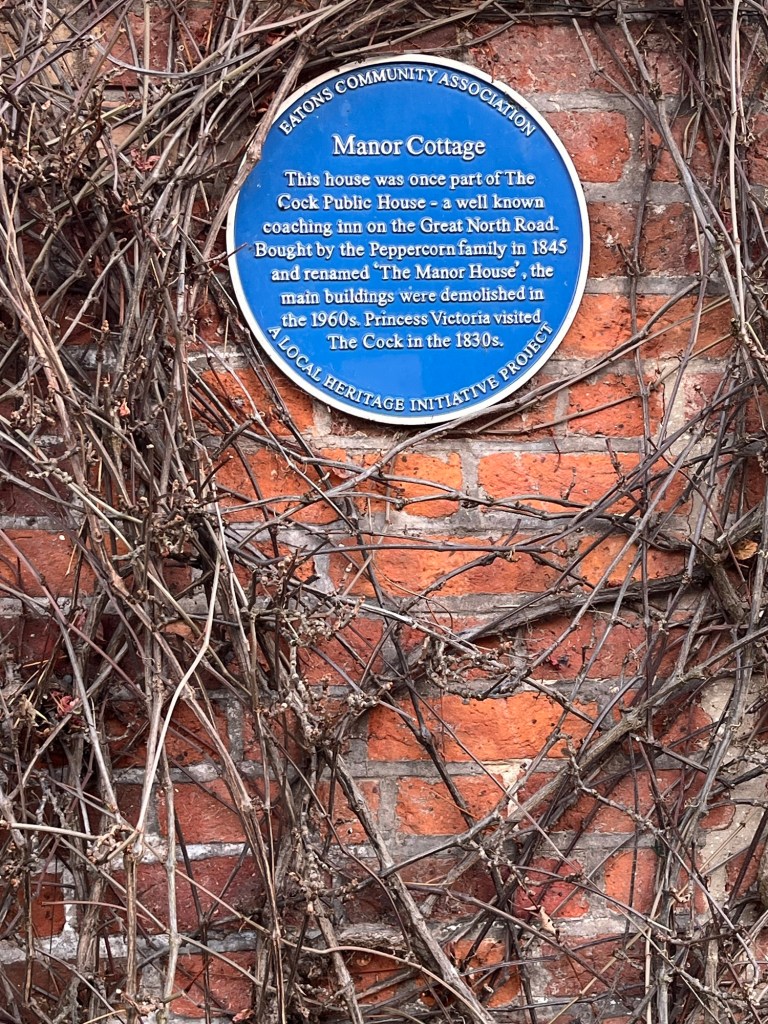 EATONS COMMUNITY ASSOCIATION
Manor Cottage
This house was once part of The
Cock Public House - a well known
coaching inn on the Great North Road.
Bought by the Peppercorn family in 1845
and renamed 'The Manor House', the
main buildings were demolished in
the 1960s. Princess Victoria visited
The Cock in the 1830s.
A LOCAL HERITAGE INITIATIVE PROJECT